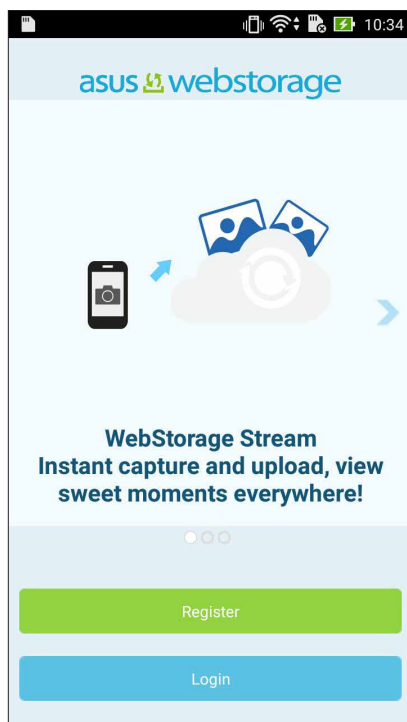 10:34
asus webstorage
WebStorage Stream
Instant capture and upload, view
sweet moments everywhere!
Register
Login